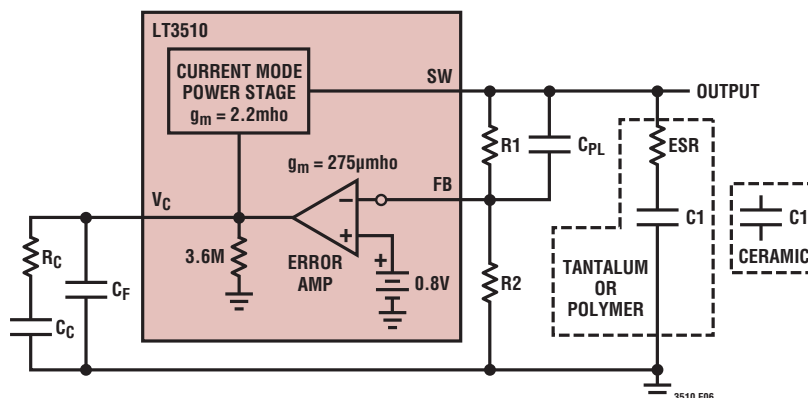 LT3510
CURRENT MODE
POWER STAGE
gm = 2.2mho
SW
OUTPUT
R1
CPL
ESR
gm = 275µmho
FB
VC
C1
C1
CERAMIC
RC
CF
3.6M
ERROR
AMP
0.8V
R2
TANTALUM
OR
POLYMER
CC
3510 F06